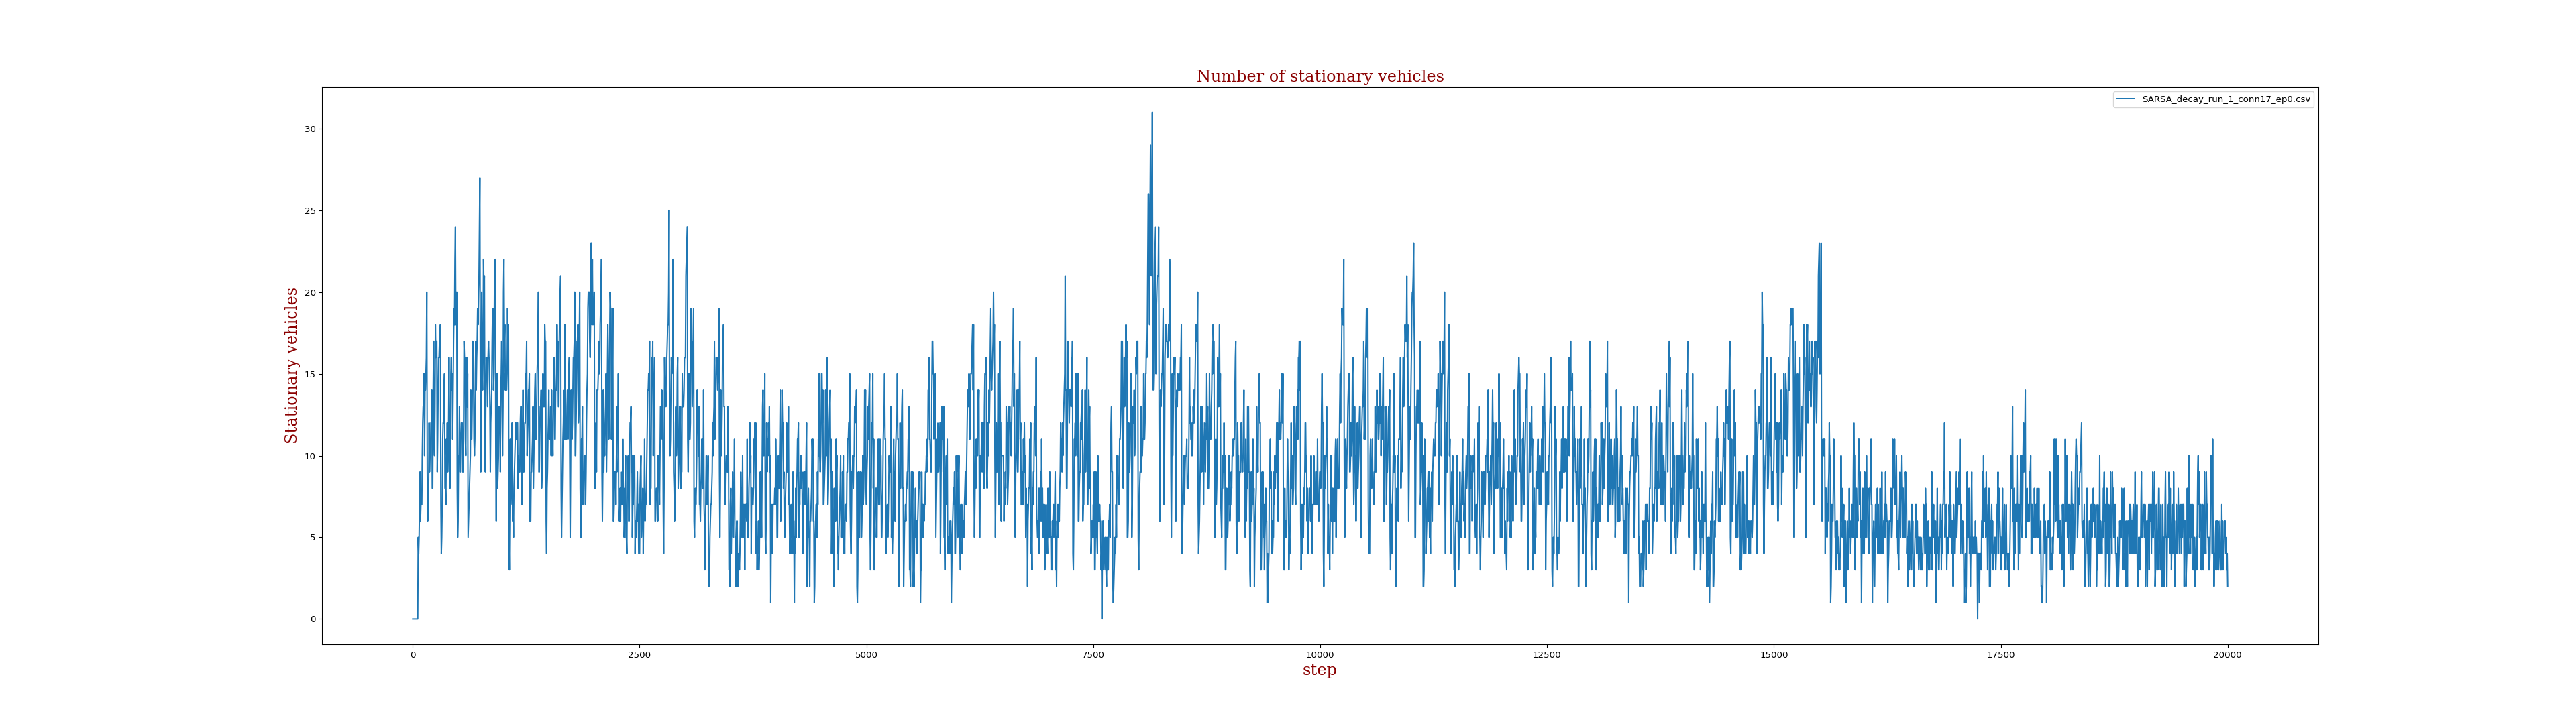 Number of stationary vehicles
SARSA_decay_run_1_conn17_ep0.csv
30
25
20
15
10
5
0
Stationary vehicles
0 2500 5000 7500 10000 12500 15000 17500 20000
step